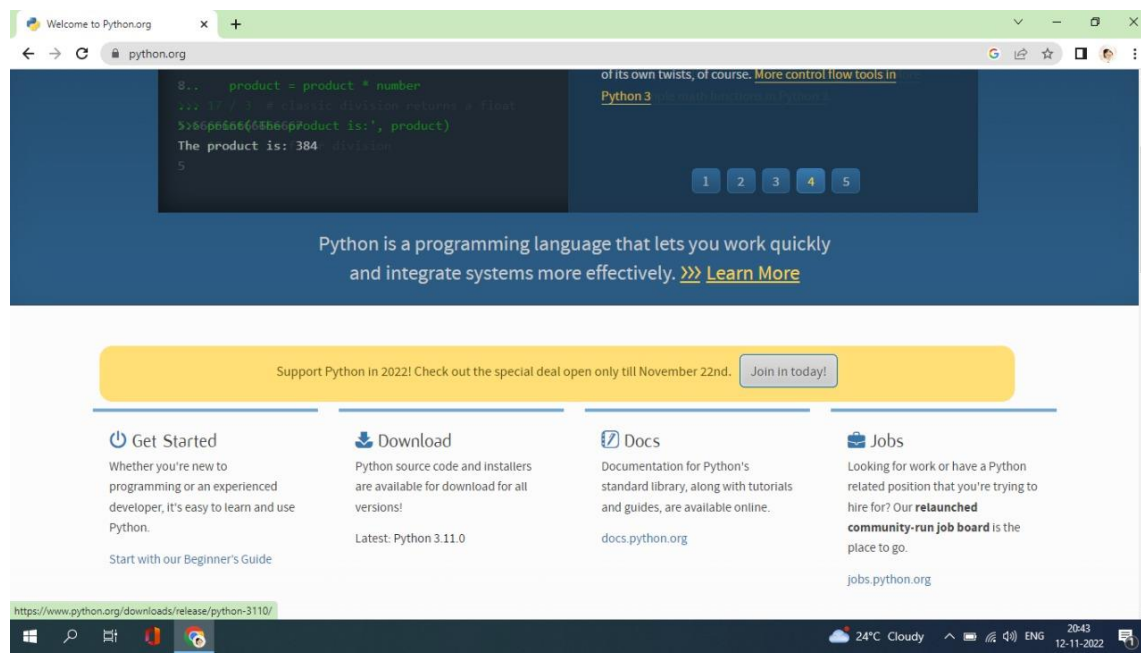 Welcome to Python.org
python.org
8.. product = product * number
>>> 17 / 3 # classic division returns a float
The product is: 384
5
of its own twists, of course. More control flow tools in
Python 3
1 2 3 4 5
Python is a programming language that lets you work quickly
and integrate systems more effectively. >>> Learn More
Support Python in 2022! Check out the special deal open only till November 22nd. Join in today!
Get Started
Whether you're new to
programming or an experienced
developer, it's easy to learn and use
Python.
Start with our Beginner's Guide
Download
Python source code and installers
are available for download for all
versions!
Latest: Python 3.11.0
Docs
Documentation for Python's
standard library, along with tutorials
and guides, are available online.
docs.python.org
Jobs
Looking for work or have a Python
related position that you're trying to
hire for? Our relaunched
community-run job board is the
place to go.
jobs.python.org
https://www.python.org/downloads/release/python-3110/
24°C Cloudy ENG 20:43
12-11-2022